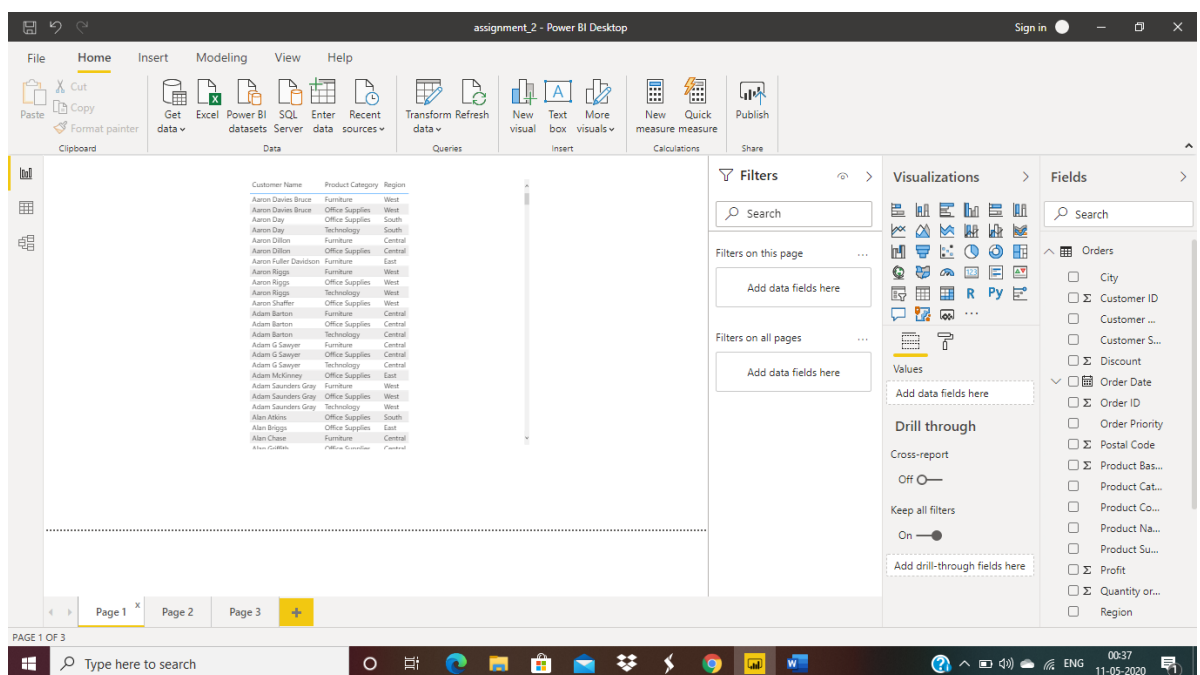 assignment_2 - Power BI Desktop
Sign in
File Home Insert Modeling View Help
Paste
Cut
Copy
Format painter
Clipboard
Get data
Excel
Power BI datasets
SQL Server
Enter data
Recent sources
Data
Transform data
Refresh
Queries
New visual
Text box
More visuals
Insert
New measure
Quick measure
Calculations
Publish
Share
Customer Name Product Category Region
Aaron Davies Bruce Furniture West
Aaron Davies Bruce Office Supplies West
Aaron Day Office Supplies South
Aaron Day Technology South
Aaron Dillon Furniture Central
Aaron Dillon Office Supplies Central
Aaron Fuller Davidson Furniture East
Aaron Riggs Furniture West
Aaron Riggs Office Supplies West
Aaron Riggs Technology West
Aaron Shaffer Office Supplies West
Adam Barton Furniture Central
Adam Barton Office Supplies Central
Adam Barton Technology Central
Adam G Sawyer Furniture Central
Adam G Sawyer Office Supplies Central
Adam G Sawyer Technology Central
Adam McKinney Office Supplies East
Adam Saunders Gray Furniture West
Adam Saunders Gray Office Supplies West
Adam Saunders Gray Technology West
Alan Atkins Office Supplies South
Alan Briggs Office Supplies East
Alan Chase Furniture Central
Filters
Search
Filters on this page ...
Add data fields here
Filters on all pages ...
Add data fields here
Visualizations
R Py
...
Values
Add data fields here
Drill through
Cross-report
Off
Keep all filters
On
Add drill-through fields here
Fields
Search
Orders
City
Σ Customer ID
Customer ...
Customer S...
Σ Discount
Order Date
Σ Order ID
Order Priority
Σ Postal Code
Σ Product Bas...
Product Cat...
Product Co...
Product Na...
Product Su...
Σ Profit
Σ Quantity or...
Region
Page 1 x Page 2 Page 3 +
PAGE 1 OF 3
Type here to search
ENG
00:37
11-05-2020